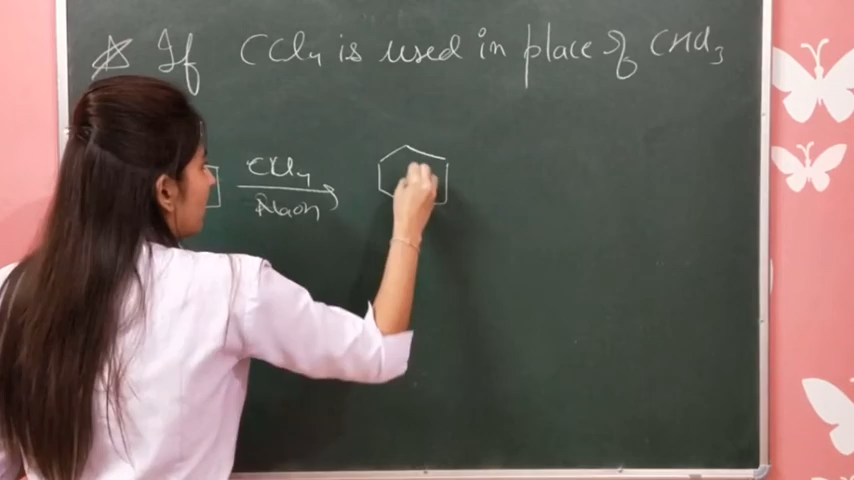 ☆ If CCl4 is used in place of CHCl3
CCl4
NaOH